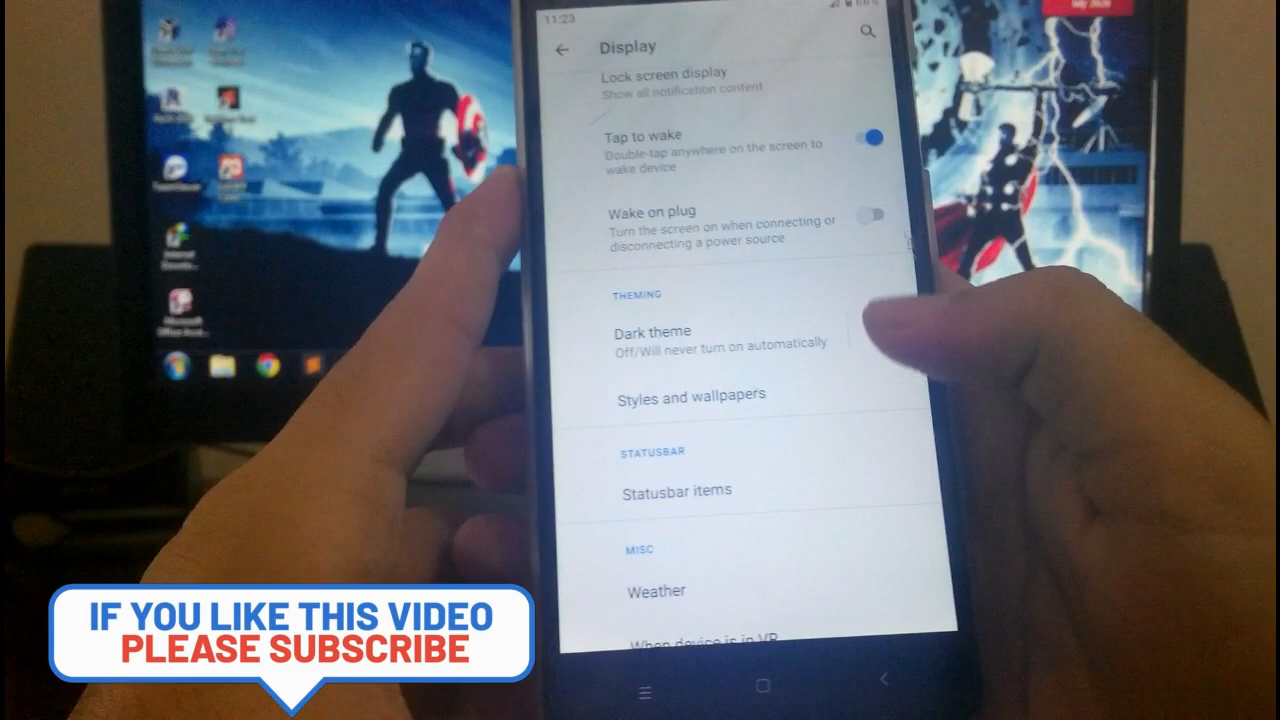 11:23
Display
Lock screen display
Show all notification content
Tap to wake
Double-tap anywhere on the screen to
wake device
Wake on plug
Turn the screen on when connecting or
disconnecting a power source
THEMING
Dark theme
Off/Will never turn on automatically
Styles and wallpapers
STATUSBAR
Statusbar items
MISC
Weather
When device is in VR
IF YOU LIKE THIS VIDEO
PLEASE SUBSCRIBE